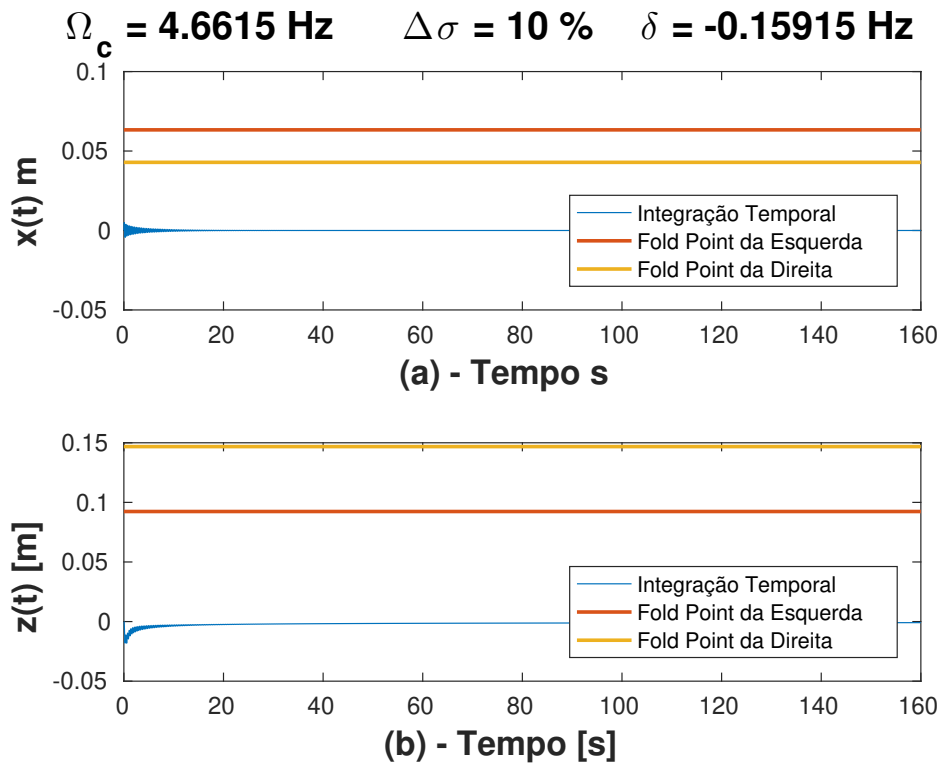 Ω_c = 4.6615 Hz Δσ = 10 % δ = -0.15915 Hz
0.1
0.05
0
-0.05
x(t) m
Integração Temporal
Fold Point da Esquerda
Fold Point da Direita
0 20 40 60 80 100 120 140 160
(a) - Tempo s
0.15
0.1
0.05
0
-0.05
z(t) [m]
Integração Temporal
Fold Point da Esquerda
Fold Point da Direita
0 20 40 60 80 100 120 140 160
(b) - Tempo [s]